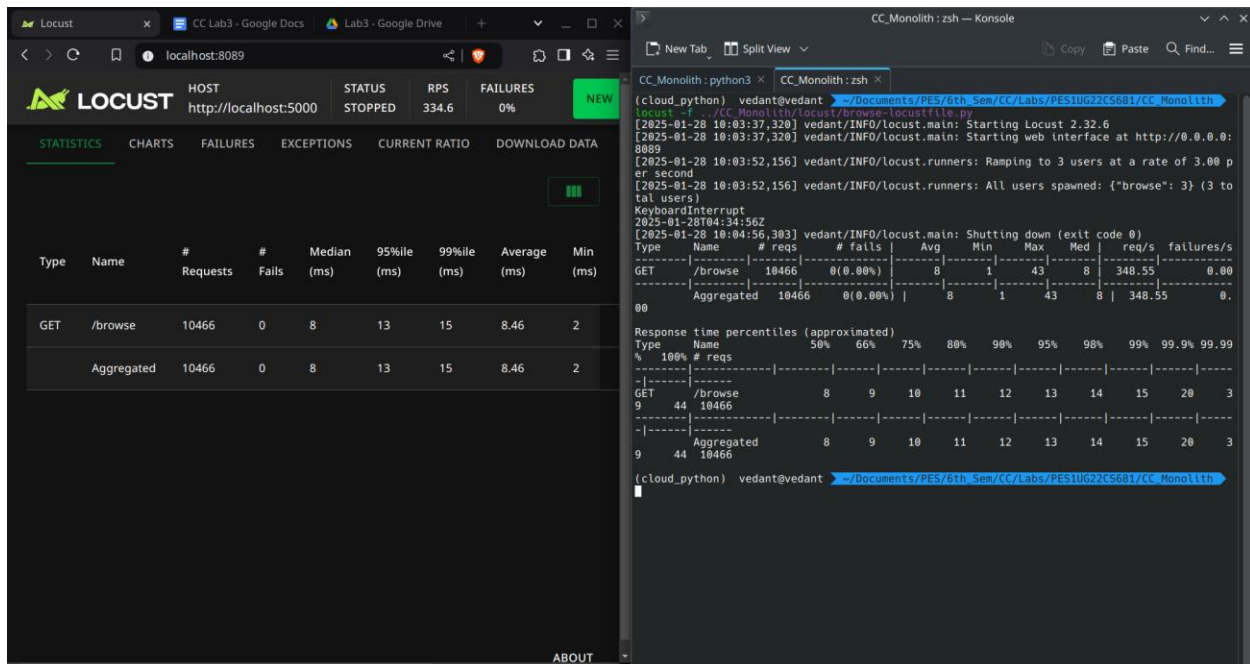 Locust
CC Lab3 - Google Docs
Lab3 - Google Drive
localhost:8089
LOCUST
HOST
http://localhost:5000
STATUS
STOPPED
RPS
334.6
FAILURES
0%
NEW
STATISTICS CHARTS FAILURES EXCEPTIONS CURRENT RATIO DOWNLOAD DATA
Type Name # Requests # Fails Median (ms) 95%ile (ms) 99%ile (ms) Average (ms) Min (ms)
GET /browse 10466 0 8 13 15 8.46 2
Aggregated 10466 0 8 13 15 8.46 2
ABOUT
CC_Monolith : zsh — Konsole
New Tab Split View Copy Paste Find...
CC_Monolith : python3 CC_Monolith : zsh
(cloud_python) vedant@vedant ~/Documents/PES/6th_Sem/CC/Labs/PES1UG22CS681/CC_Monolith
locust -f ../CC_Monolith/locust/browse-locustfile.py
[2025-01-28 10:03:37,320] vedant/INFO/locust.main: Starting Locust 2.32.6
[2025-01-28 10:03:37,320] vedant/INFO/locust.main: Starting web interface at http://0.0.0.0:
8089
[2025-01-28 10:03:52,156] vedant/INFO/locust.runners: Ramping to 3 users at a rate of 3.00 p
er second
[2025-01-28 10:03:52,156] vedant/INFO/locust.runners: All users spawned: {"browse": 3} (3 to
tal users)
KeyboardInterrupt
2025-01-28T04:34:56Z
[2025-01-28 10:04:56,303] vedant/INFO/locust.main: Shutting down (exit code 0)
Type Name # reqs # fails | Avg Min Max Med | req/s failures/s
--------|---------|-------|-------------|-------|-------|-------|-------|--------|-----------
GET /browse 10466 0(0.00%) | 8 1 43 8 | 348.55 0.00
--------|---------|-------|-------------|-------|-------|-------|-------|--------|-----------
Aggregated 10466 0(0.00%) | 8 1 43 8 | 348.55 0.
00
Response time percentiles (approximated)
Type Name 50% 66% 75% 80% 90% 95% 98% 99% 99.9% 99.99
% 100% # reqs
--------|------------|--------|------|------|------|------|------|------|------|------|-----
-|------|------
GET /browse 8 9 10 11 12 13 14 15 20 3
9 44 10466
--------|------------|--------|------|------|------|------|------|------|------|------|-----
-|------|------
Aggregated 8 9 10 11 12 13 14 15 20 3
9 44 10466
(cloud_python) vedant@vedant ~/Documents/PES/6th_Sem/CC/Labs/PES1UG22CS681/CC_Monolith